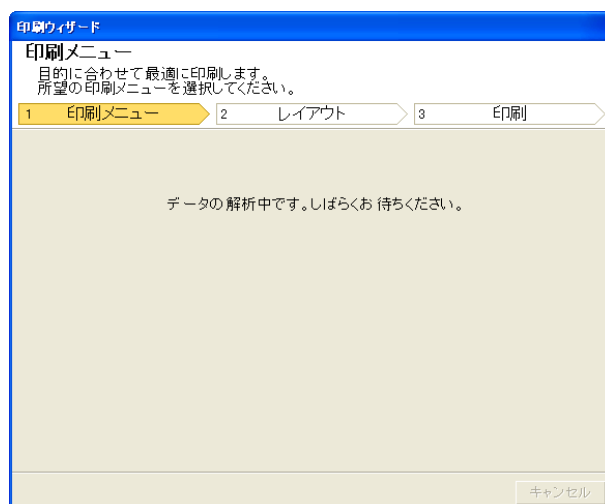 印刷ウィザード
印刷メニュー
目的に合わせて最適に印刷します。
所望の印刷メニューを選択してください。
1 印刷メニュー 2 レイアウト 3 印刷
データの解析中です。しばらくお待ちください。
キャンセル